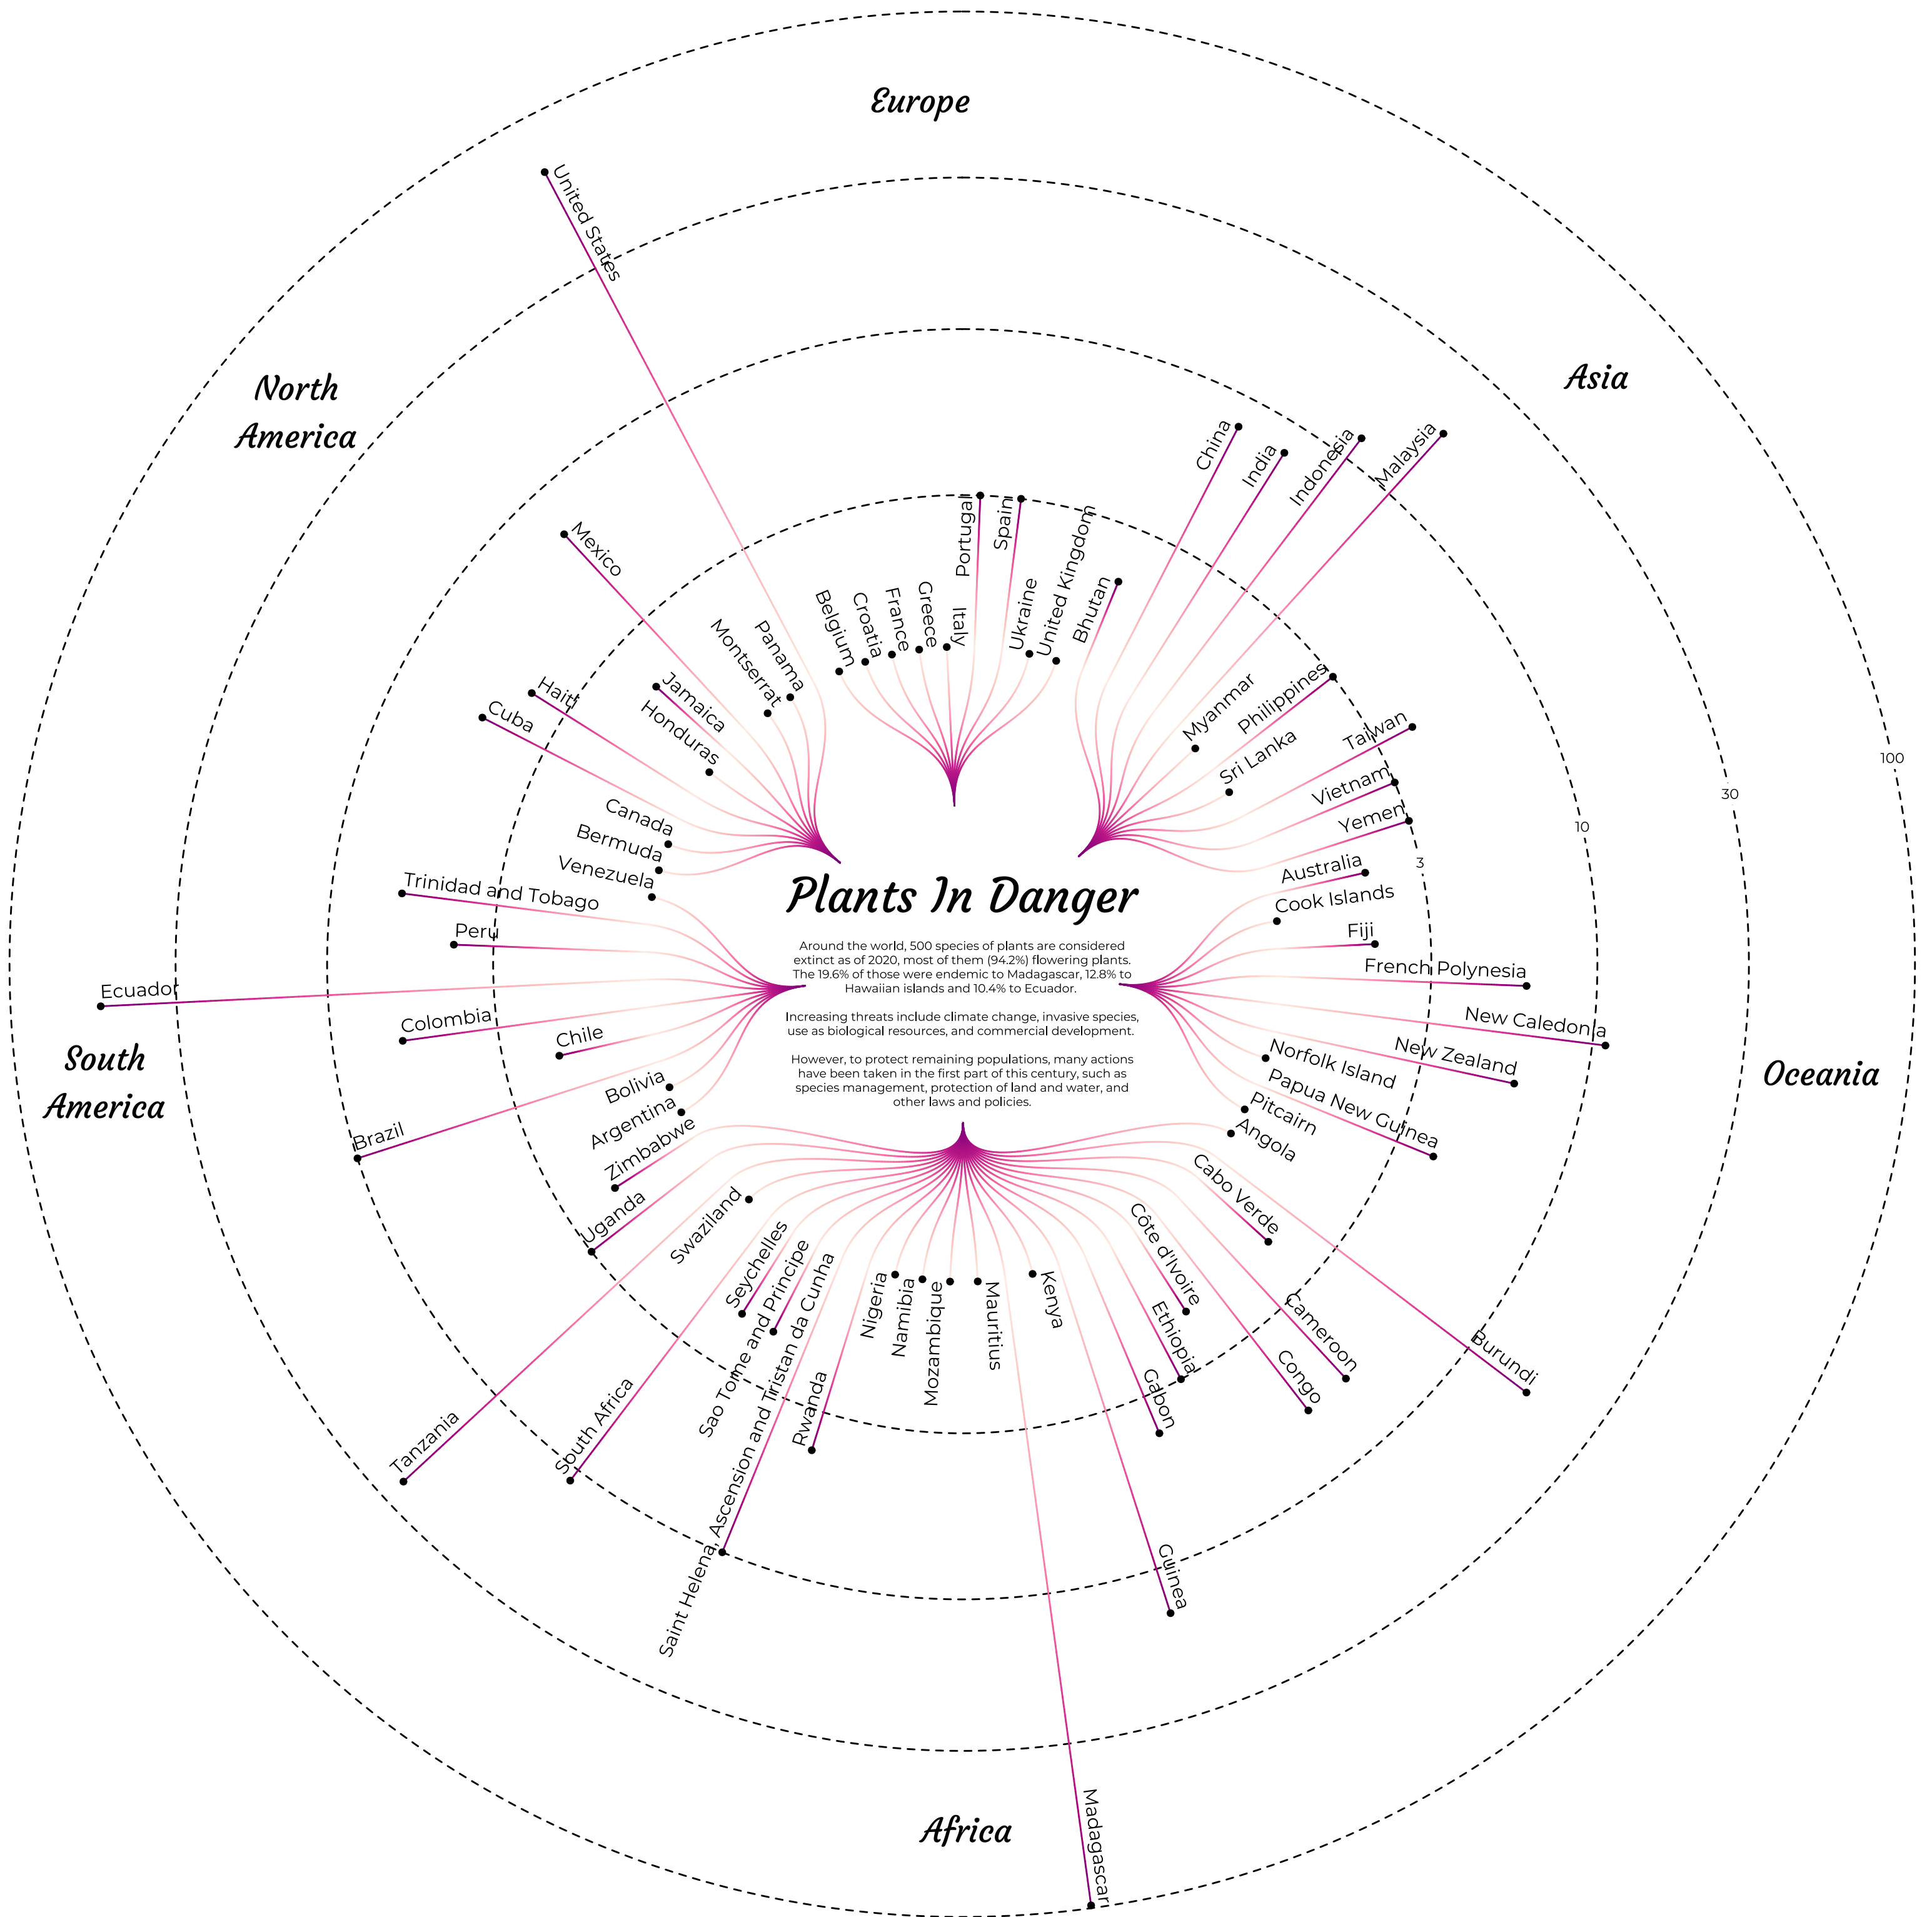 Europe
United States
North
America
Asia
China
India
Indonesia
Malaysia
Mexico
Portugal
Spain
United Kingdom
Belgium
Croatia
France
Greece
Italy
Ukraine
Bhutan
Panama
Montserrat
Jamaica
Honduras
Haiti
Cuba
Myanmar
Philippines
Sri Lanka
Taiwan
Vietnam
Yemen
100
30
10
3
Canada
Bermuda
Venezuela
Trinidad and Tobago
Peru
Ecuador
Colombia
Chile
South
America
Brazil
Bolivia
Argentina
Plants In Danger
Around the world, 500 species of plants are considered
extinct as of 2020, most of them (94.2%) flowering plants.
The 19.6% of those were endemic to Madagascar, 12.8% to
Hawaiian islands and 10.4% to Ecuador.
Increasing threats include climate change, invasive species,
use as biological resources, and commercial development.
However, to protect remaining populations, many actions
have been taken in the first part of this century, such as
species management, protection of land and water, and
other laws and policies.
Australia
Cook Islands
Fiji
French Polynesia
New Caledonia
New Zealand
Norfolk Island
Papua New Guinea
Pitcairn
Oceania
Angola
Burundi
Cabo Verde
Cameroon
Congo
Côte d'Ivoire
Ethiopia
Gabon
Guinea
Kenya
Madagascar
Mauritius
Mozambique
Namibia
Nigeria
Rwanda
Saint Helena, Ascension and Tristan da Cunha
Sao Tome and Principe
Seychelles
South Africa
Swaziland
Tanzania
Uganda
Zimbabwe
Africa